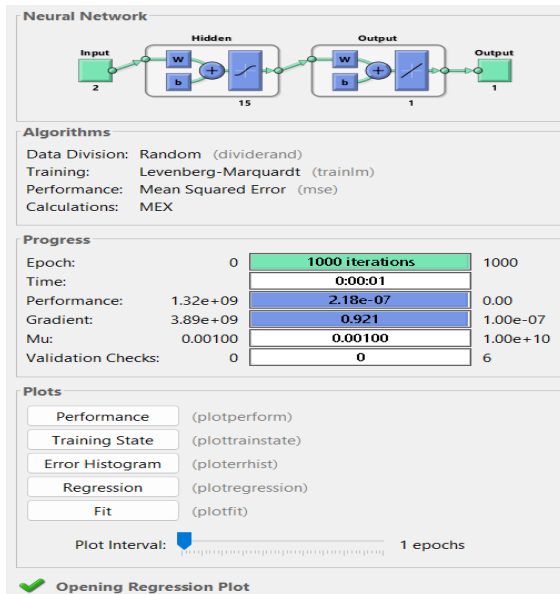 Neural Network
Hidden Output
Input Output
W W
b b
2 15 1 1
Algorithms
Data Division: Random (dividerand)
Training: Levenberg-Marquardt (trainlm)
Performance: Mean Squared Error (mse)
Calculations: MEX
Progress
Epoch: 0 1000 iterations 1000
Time: 0:00:01
Performance: 1.32e+09 2.18e-07 0.00
Gradient: 3.89e+09 0.921 1.00e-07
Mu: 0.00100 0.00100 1.00e+10
Validation Checks: 0 0 6
Plots
Performance (plotperform)
Training State (plottrainstate)
Error Histogram (ploterrhist)
Regression (plotregression)
Fit (plotfit)
Plot Interval: 1 epochs
Opening Regression Plot